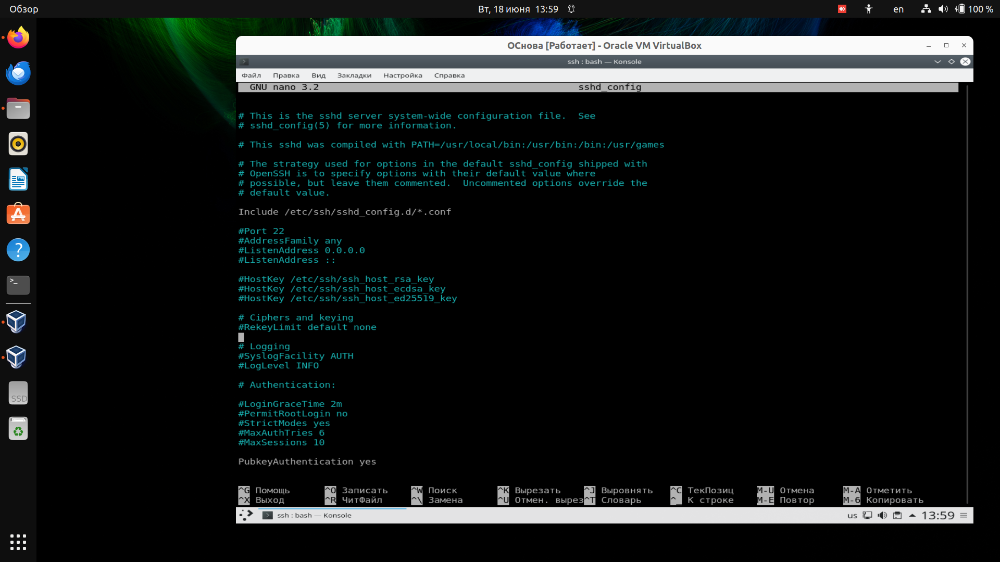 Обзор
Вт, 18 июня 13:59
en
100 %
ОСнова [Работает] - Oracle VM VirtualBox
ssh : bash — Konsole
Файл Правка Вид Закладки Настройка Справка
GNU nano 3.2 sshd_config
# This is the sshd server system-wide configuration file.  See
# sshd_config(5) for more information.
# This sshd was compiled with PATH=/usr/local/bin:/usr/bin:/bin:/usr/games
# The strategy used for options in the default sshd_config shipped with
# OpenSSH is to specify options with their default value where
# possible, but leave them commented.  Uncommented options override the
# default value.
Include /etc/ssh/sshd_config.d/*.conf
#Port 22
#AddressFamily any
#ListenAddress 0.0.0.0
#ListenAddress ::
#HostKey /etc/ssh/ssh_host_rsa_key
#HostKey /etc/ssh/ssh_host_ecdsa_key
#HostKey /etc/ssh/ssh_host_ed25519_key
# Ciphers and keying
#RekeyLimit default none
# Logging
#SyslogFacility AUTH
#LogLevel INFO
# Authentication:
#LoginGraceTime 2m
#PermitRootLogin no
#StrictModes yes
#MaxAuthTries 6
#MaxSessions 10
PubkeyAuthentication yes
^G Помощь ^O Записать ^W Поиск ^K Вырезать ^J Выровнять ^C ТекПозиц M-U Отмена M-A Отметить
^X Выход ^R ЧитФайл ^\ Замена ^U Отмен. вырез ^T Словарь ^_ К строке M-E Повтор M-6 Копировать
ssh : bash — Konsole
us
13:59
SSD